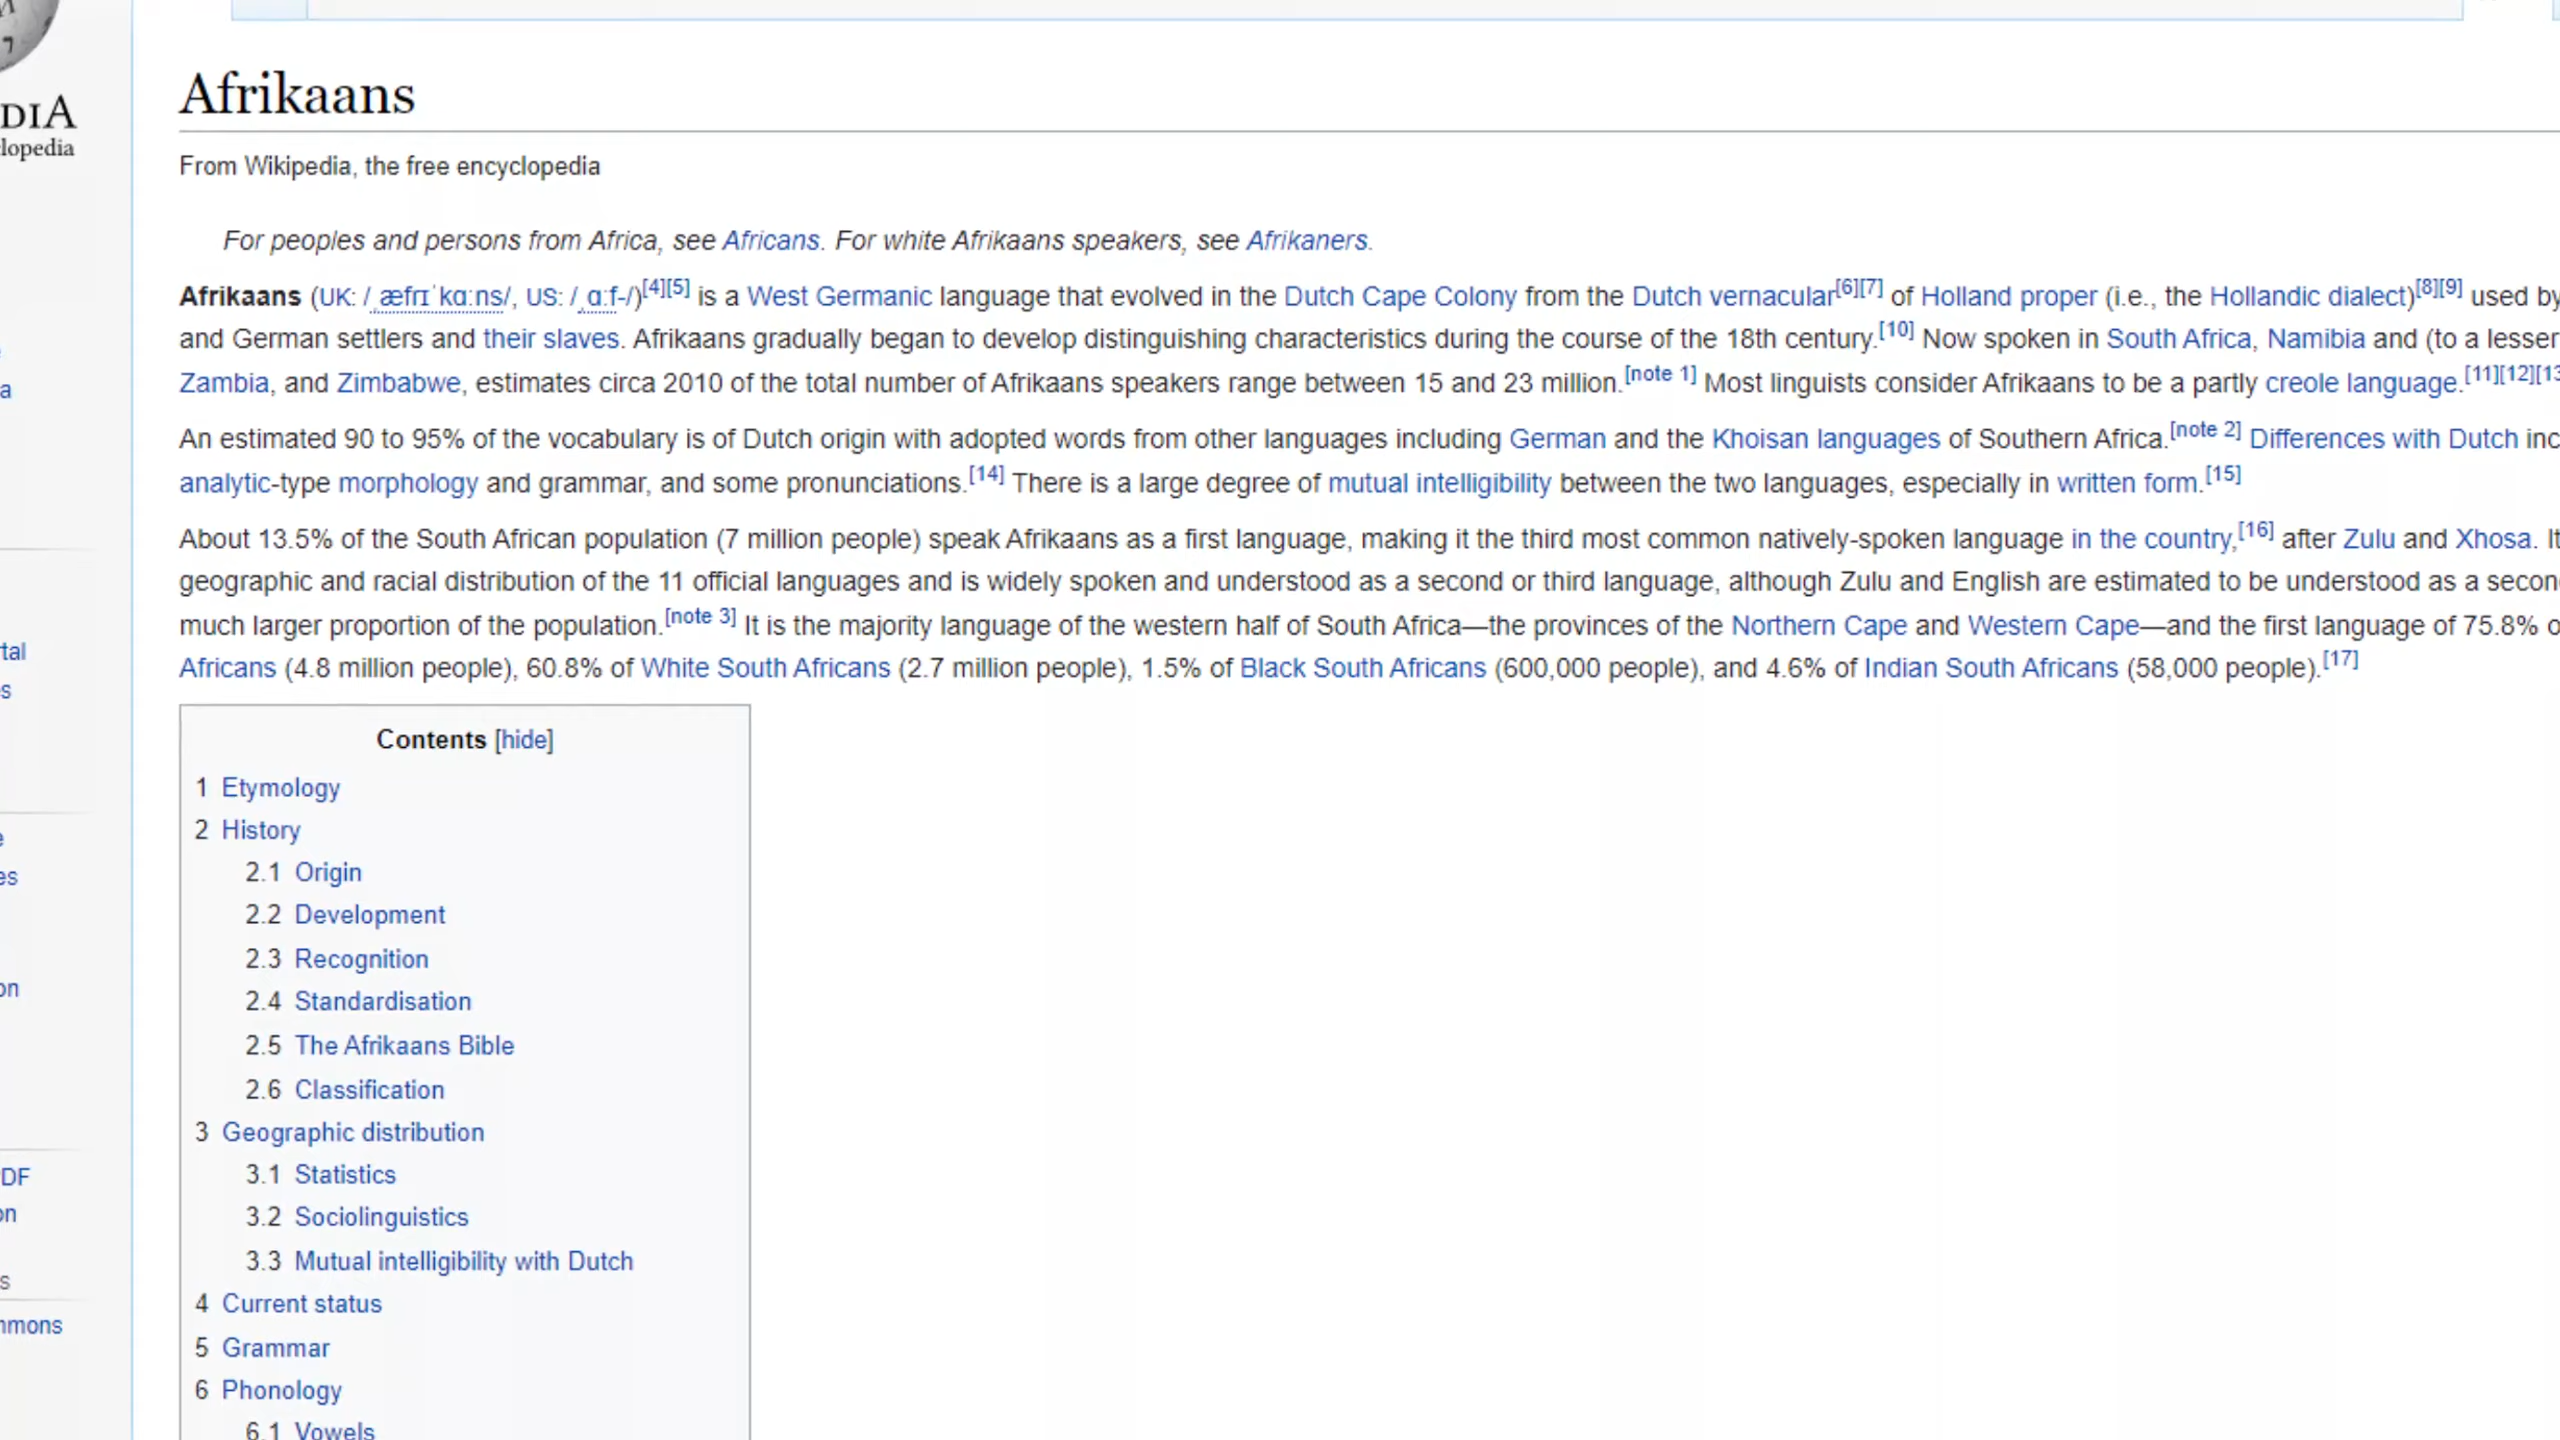 DIA
lopedia
Afrikaans
From Wikipedia, the free encyclopedia
For peoples and persons from Africa, see Africans. For white Afrikaans speakers, see Afrikaners.
Afrikaans (UK: /ˌæfrɪˈkɑːns/, US: /ˌɑːf-/)[4][5] is a West Germanic language that evolved in the Dutch Cape Colony from the Dutch vernacular[6][7] of Holland proper (i.e., the Hollandic dialect)[8][9] used by
and German settlers and their slaves. Afrikaans gradually began to develop distinguishing characteristics during the course of the 18th century.[10] Now spoken in South Africa, Namibia and (to a lesser
Zambia, and Zimbabwe, estimates circa 2010 of the total number of Afrikaans speakers range between 15 and 23 million.[note 1] Most linguists consider Afrikaans to be a partly creole language.[11][12][13
An estimated 90 to 95% of the vocabulary is of Dutch origin with adopted words from other languages including German and the Khoisan languages of Southern Africa.[note 2] Differences with Dutch inc
analytic-type morphology and grammar, and some pronunciations.[14] There is a large degree of mutual intelligibility between the two languages, especially in written form.[15]
About 13.5% of the South African population (7 million people) speak Afrikaans as a first language, making it the third most common natively-spoken language in the country,[16] after Zulu and Xhosa. It
geographic and racial distribution of the 11 official languages and is widely spoken and understood as a second or third language, although Zulu and English are estimated to be understood as a secon
much larger proportion of the population.[note 3] It is the majority language of the western half of South Africa—the provinces of the Northern Cape and Western Cape—and the first language of 75.8% o
Africans (4.8 million people), 60.8% of White South Africans (2.7 million people), 1.5% of Black South Africans (600,000 people), and 4.6% of Indian South Africans (58,000 people).[17]
Contents [hide]
1 Etymology
2 History
2.1 Origin
2.2 Development
2.3 Recognition
2.4 Standardisation
2.5 The Afrikaans Bible
2.6 Classification
3 Geographic distribution
3.1 Statistics
3.2 Sociolinguistics
3.3 Mutual intelligibility with Dutch
4 Current status
5 Grammar
6 Phonology
6.1 Vowels
a
tal
s
e
es
on
DF
on
s
mmons